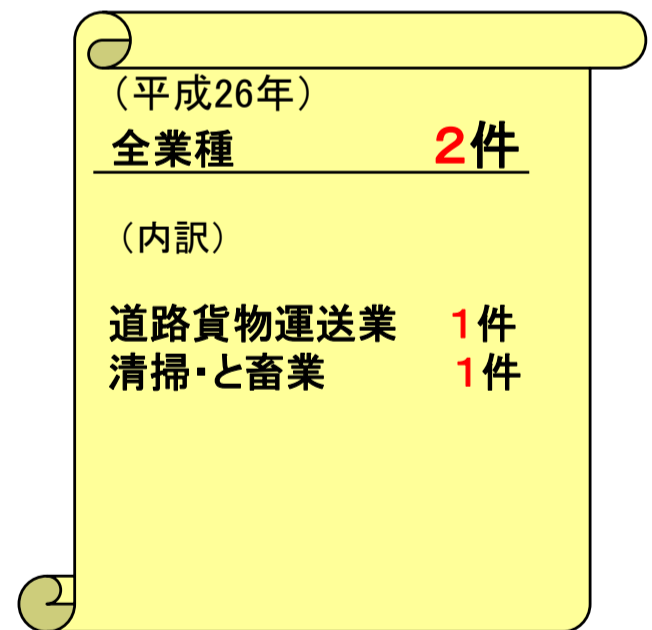 （平成26年）
全業種 2件
（内訳）
道路貨物運送業 1件
清掃・と畜業 1件